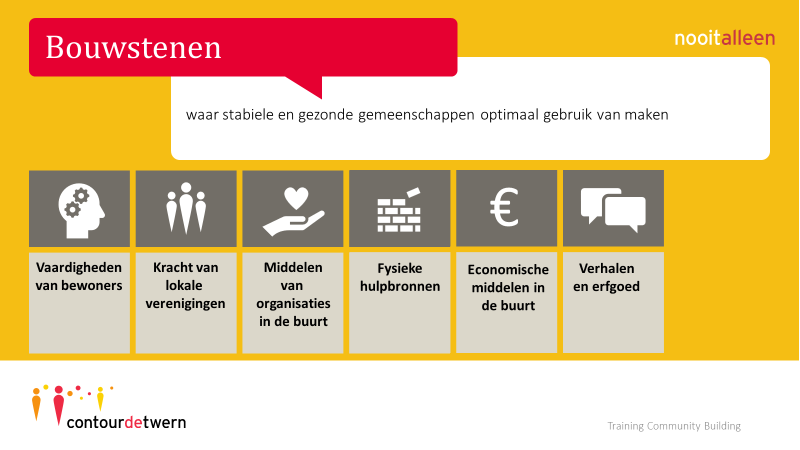 Bouwstenen
nooitalleen
waar stabiele en gezonde gemeenschappen optimaal gebruik van maken
€
Vaardigheden
van bewoners
Kracht van
lokale
verenigingen
Middelen
van
organisaties
in de buurt
Fysieke
hulpbronnen
Economische
middelen in
de buurt
Verhalen
en erfgoed
contourdetwern
Training Community Building